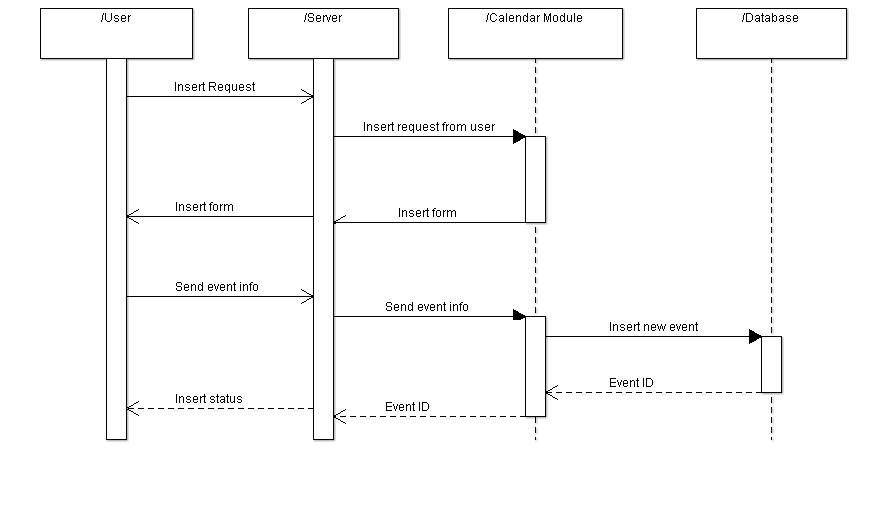 /User
/Server
/Calendar Module
/Database
Insert Request
Insert request from user
Insert form
Insert form
Send event info
Send event info
Insert new event
Event ID
Insert status
Event ID